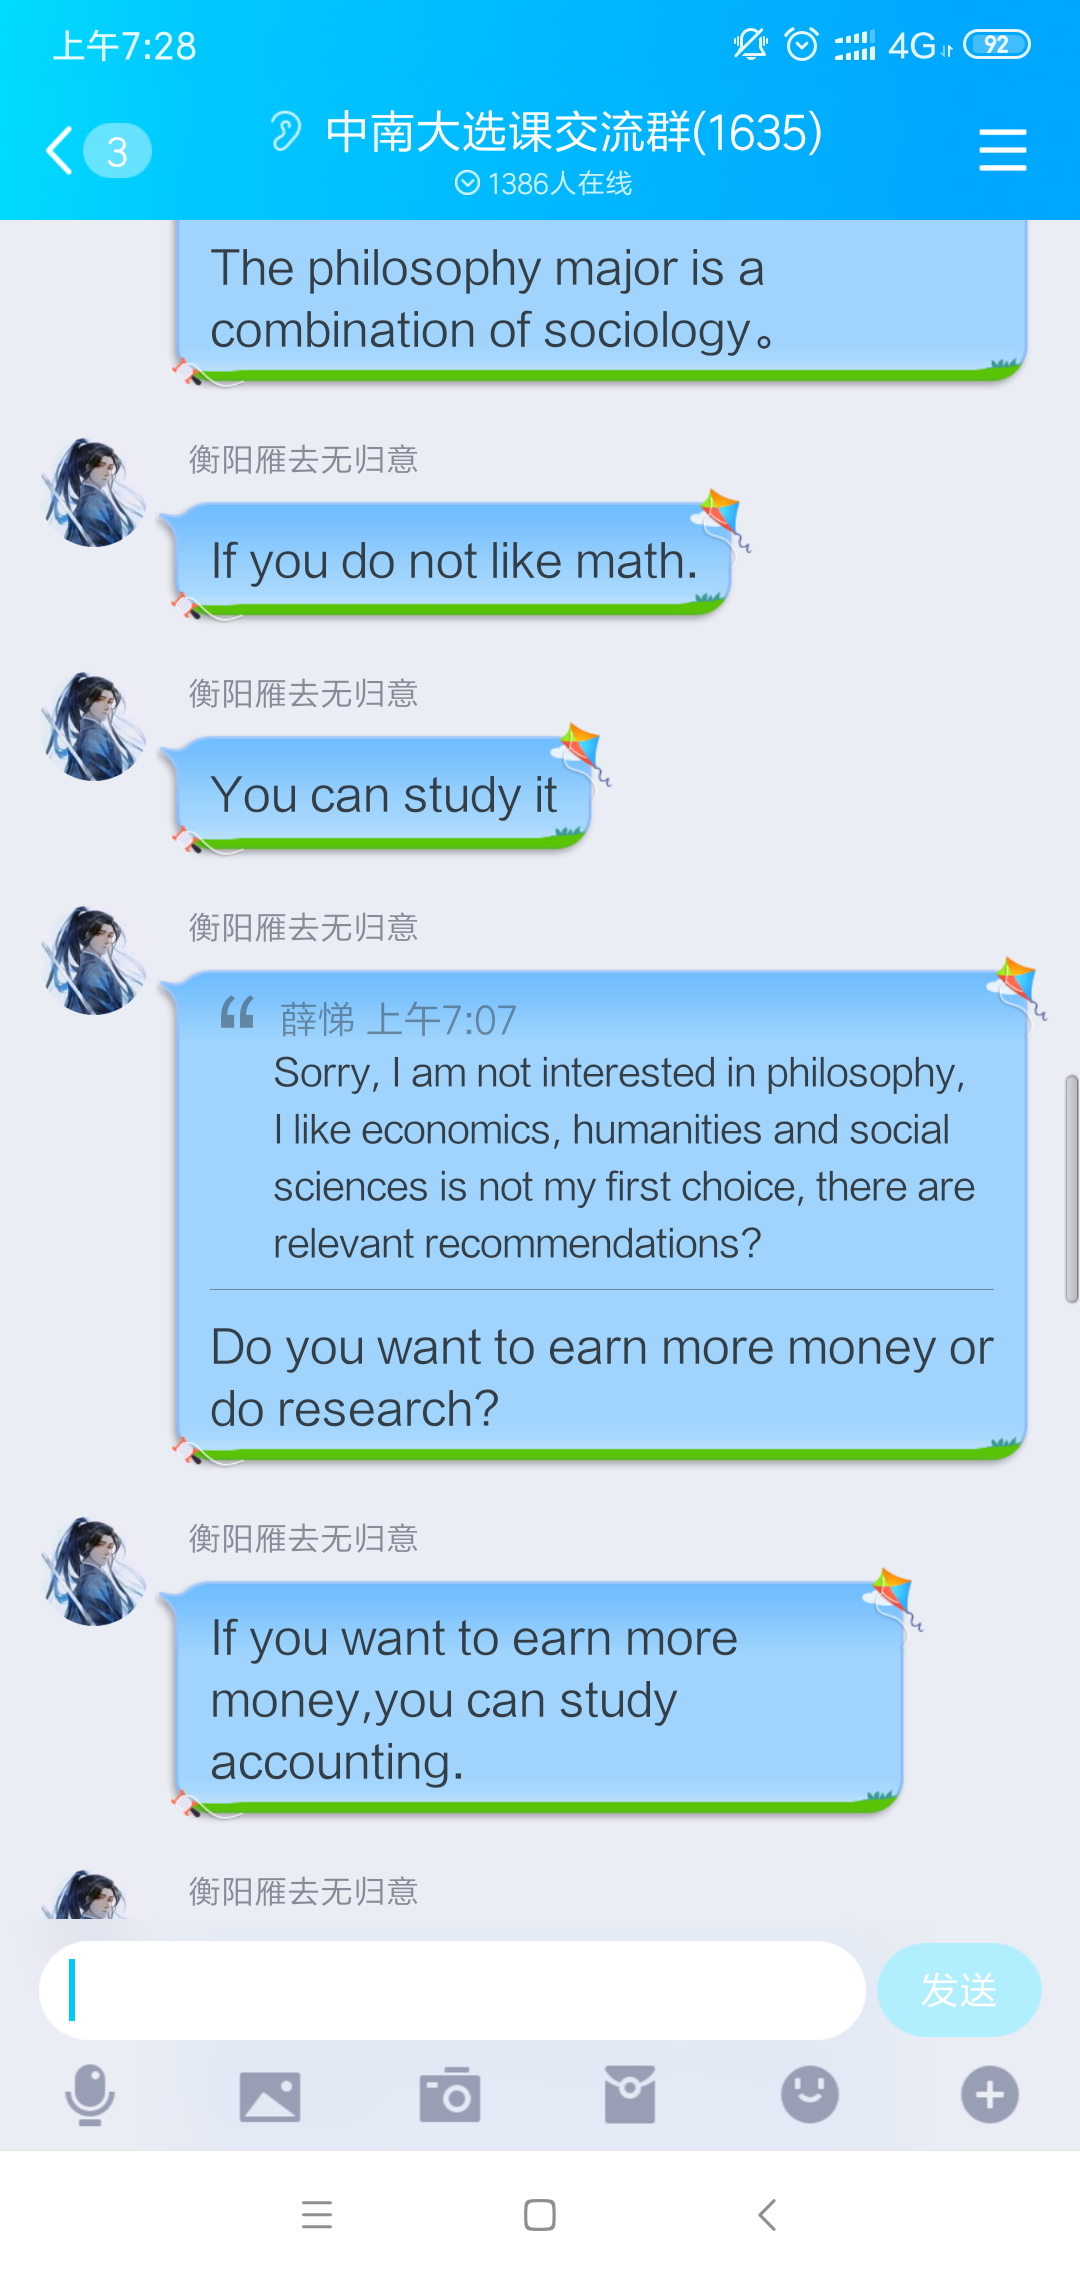 上午7:28
4G
92
3
中南大选课交流群(1635)
1386人在线
The philosophy major is a
combination of sociology。
衡阳雁去无归意
If you do not like math.
衡阳雁去无归意
You can study it
衡阳雁去无归意
“ 薛悌 上午7:07
Sorry, I am not interested in philosophy,
I like economics, humanities and social
sciences is not my first choice, there are
relevant recommendations?
Do you want to earn more money or
do research?
衡阳雁去无归意
If you want to earn more
money,you can study
accounting.
衡阳雁去无归意
发送